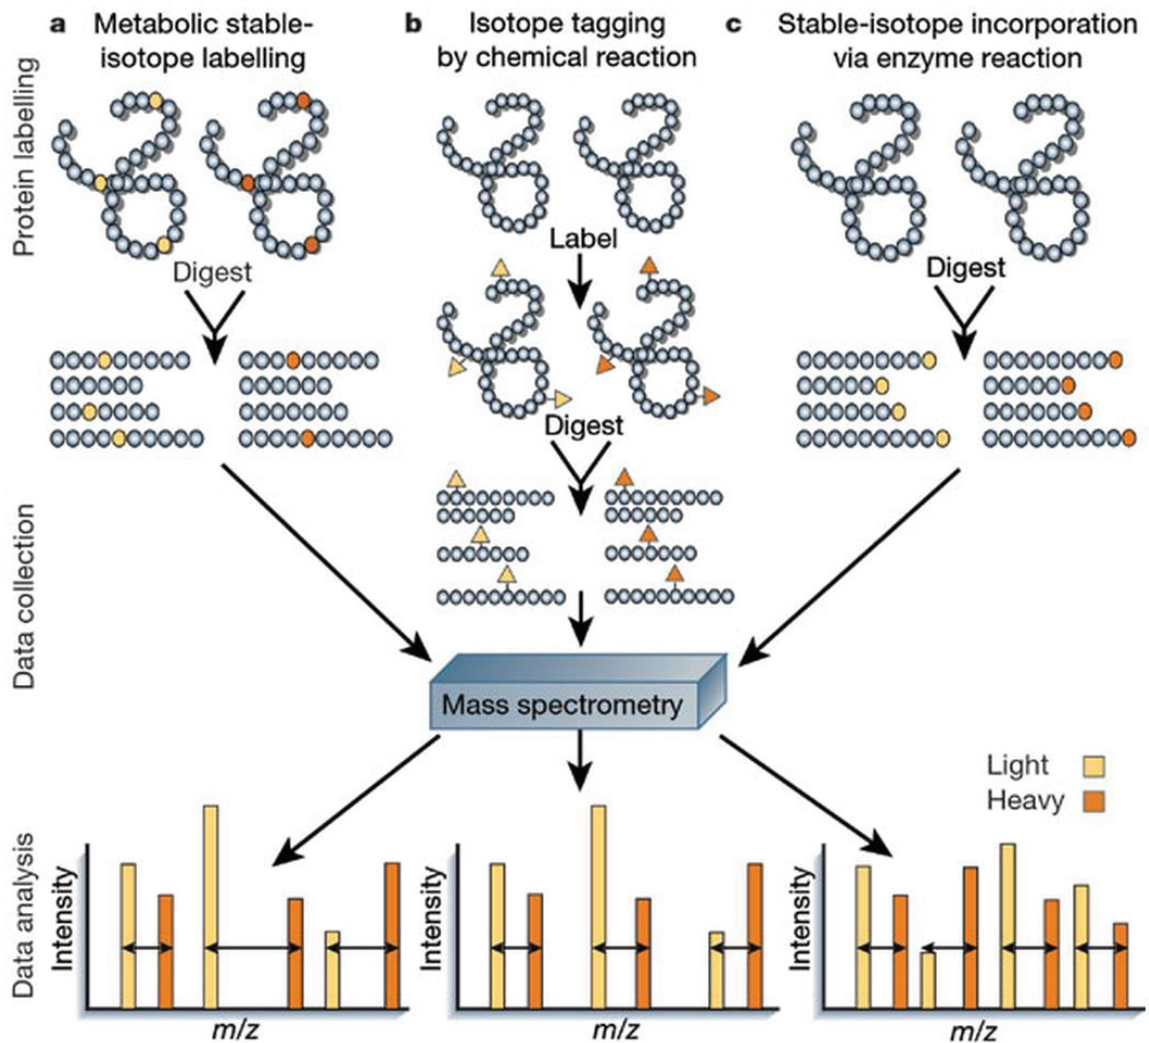 a Metabolic stable-
isotope labelling
b Isotope tagging
by chemical reaction
c Stable-isotope incorporation
via enzyme reaction
Protein labelling
Digest
Label
Digest
Digest
Data collection
Mass spectrometry
Light
Heavy
Data analysis
Intensity
m/z
Intensity
m/z
Intensity
m/z